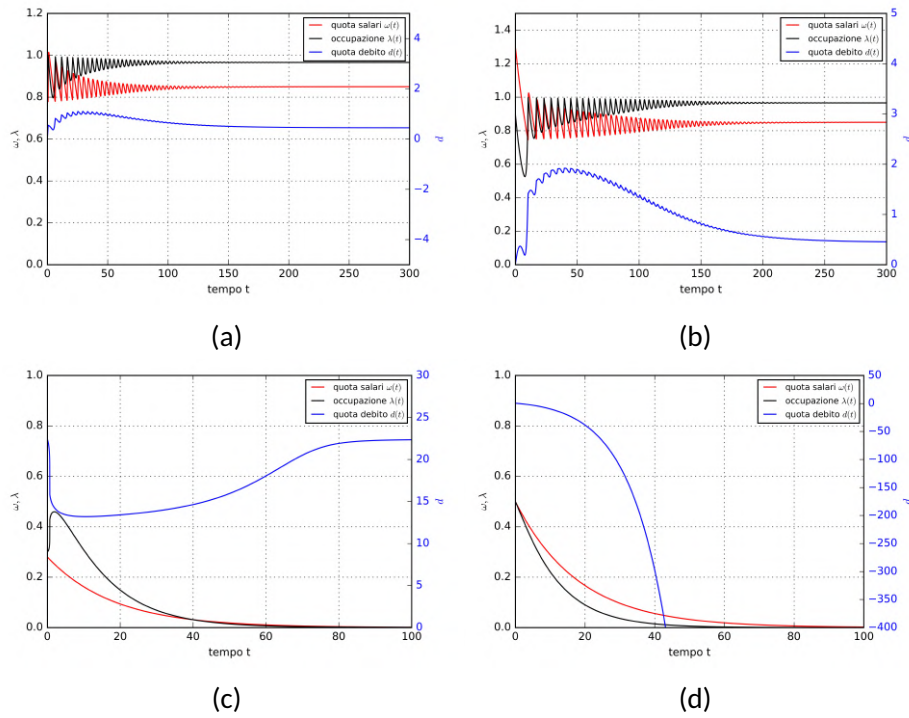 1.2
1.0
0.8
0.6
0.4
0.2
0.0
ω, λ
0 50 100 150 200 250 300
tempo t
4
2
0
−2
−4
d
quota salari ω(t)
occupazione λ(t)
quota debito d(t)
(a)
1.4
1.2
1.0
0.8
0.6
0.4
0.2
0.0
ω, λ
0 50 100 150 200 250 300
tempo t
5
4
3
2
1
0
d
quota salari ω(t)
occupazione λ(t)
quota debito d(t)
(b)
1.0
0.8
0.6
0.4
0.2
0.0
ω, λ
0 20 40 60 80 100
tempo t
30
25
20
15
10
5
0
d
quota salari ω(t)
occupazione λ(t)
quota debito d(t)
(c)
1.0
0.8
0.6
0.4
0.2
0.0
ω, λ
0 20 40 60 80 100
tempo t
50
0
−50
−100
−150
−200
−250
−300
−350
−400
d
quota salari ω(t)
occupazione λ(t)
quota debito d(t)
(d)